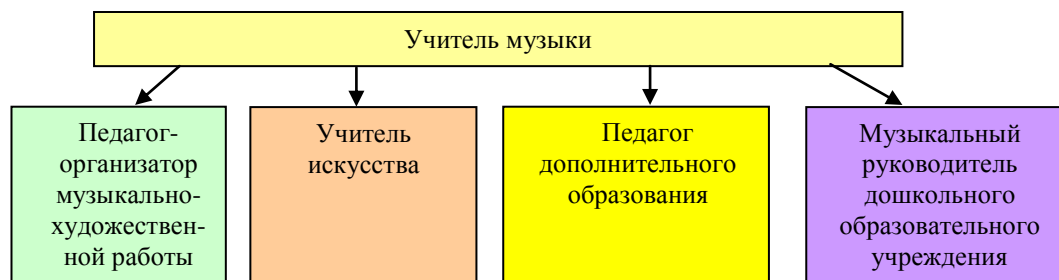 Учитель музыки
Педагог-
организатор
музыкально-
художествен-
ной работы
Учитель
искусства
Педагог
дополнительного
образования
Музыкальный
руководитель
дошкольного
образовательного
учреждения